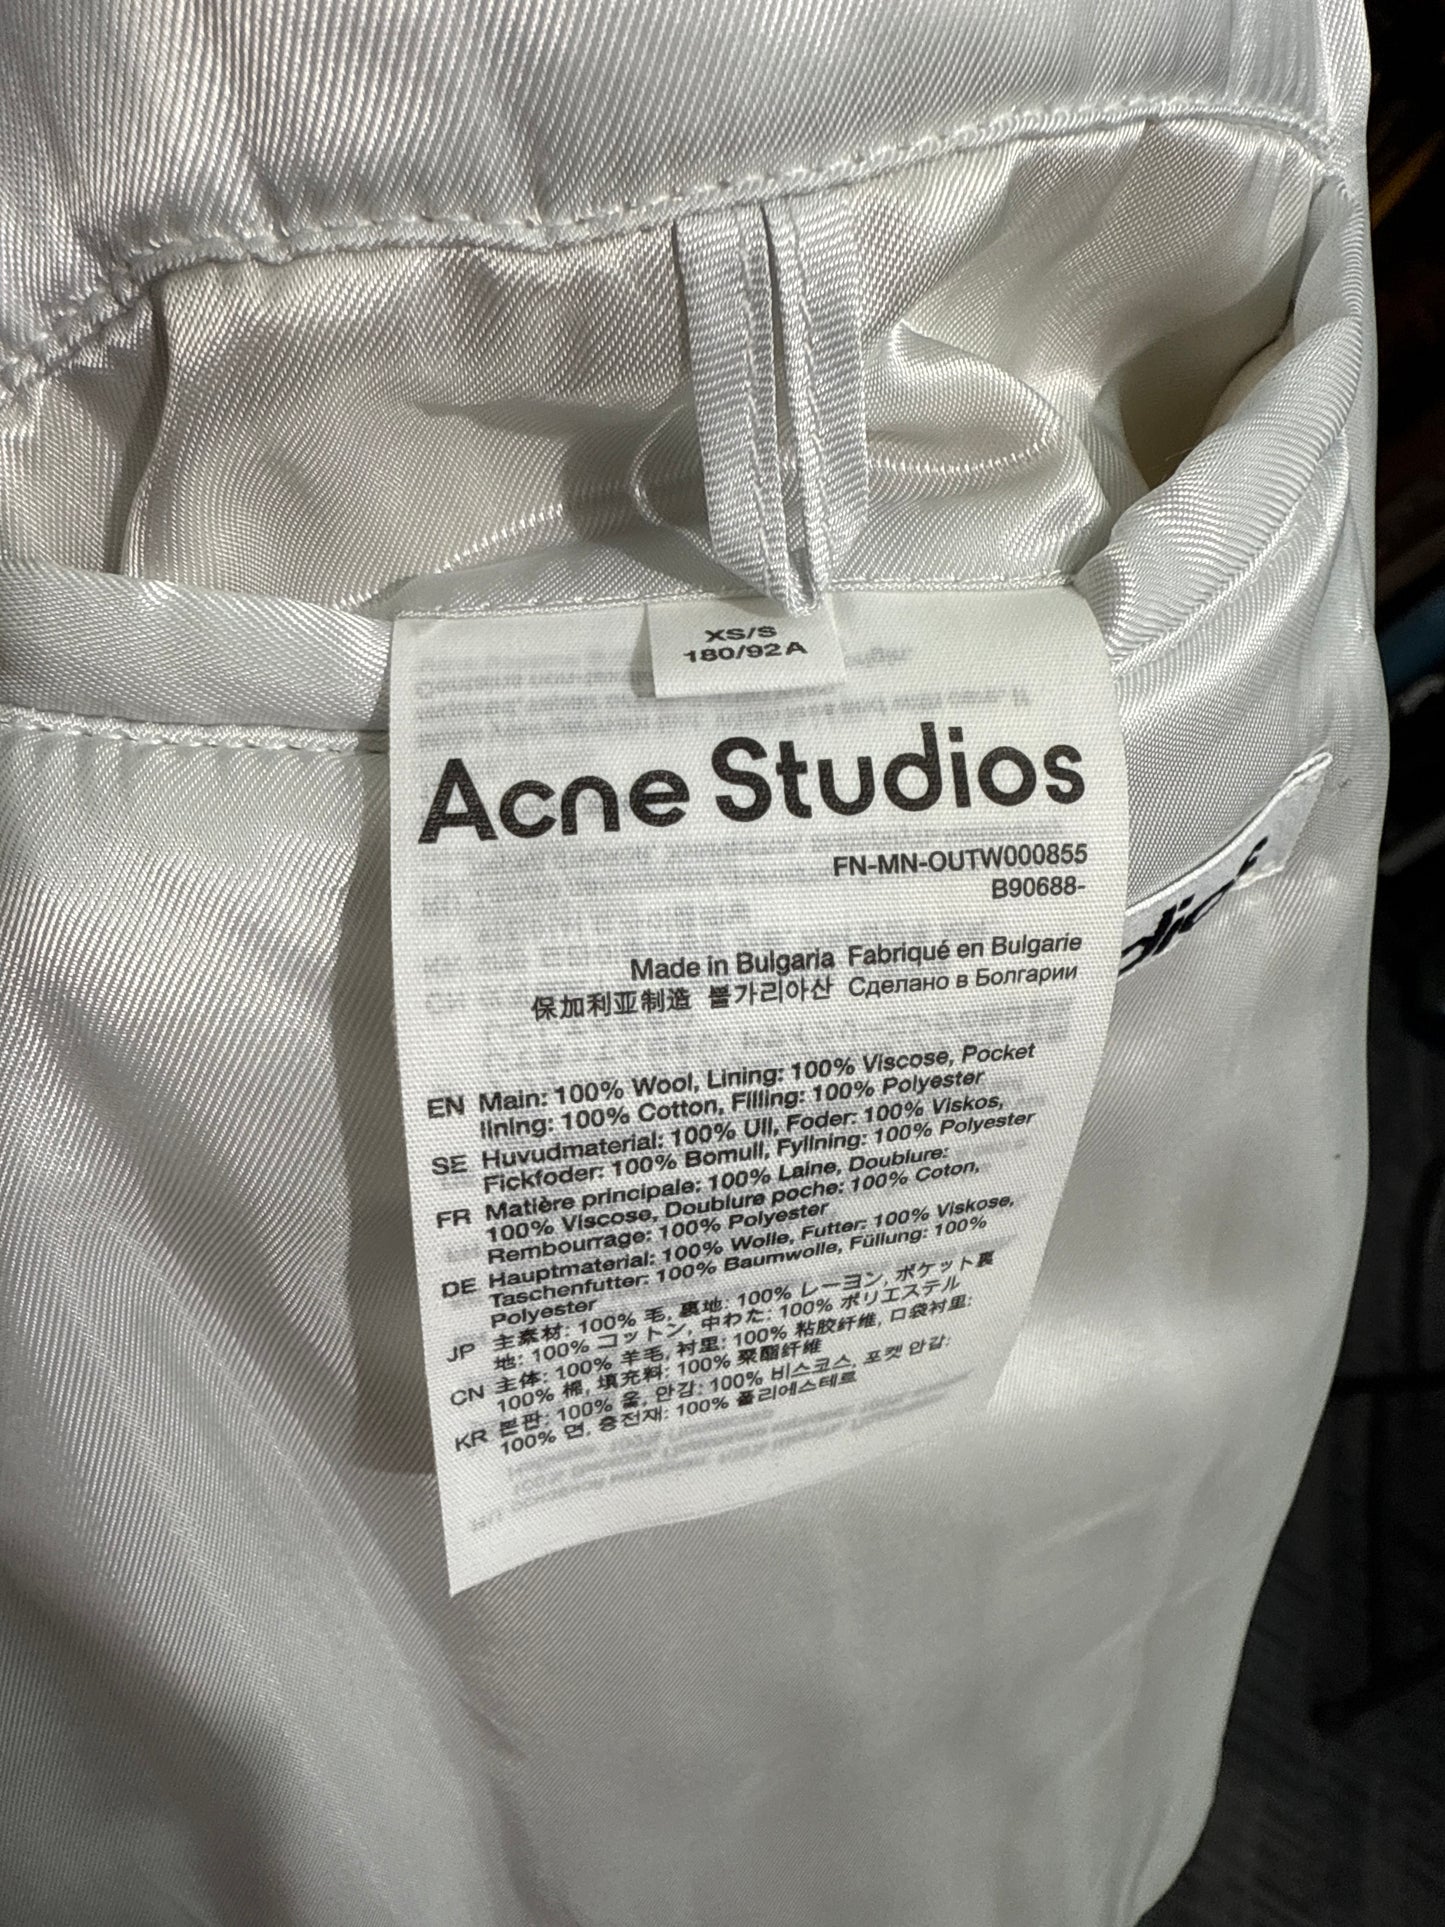 XS/S
180/92A
Acne Studios
FN-MN-OUTW000855
B90688-
Made in Bulgaria Fabriqué en Bulgarie
保加利亚制造 불가리아산 Сделано в Болгарии
EN Main: 100% Wool, Lining: 100% Viscose, Pocket
lining: 100% Cotton, Filling: 100% Polyester
SE Huvudmaterial: 100% Ull, Foder: 100% Viskos,
Fickfoder: 100% Bomull, Fyllning: 100% Polyester
FR Matière principale: 100% Laine, Doublure:
100% Viscose, Doublure poche: 100% Coton,
Rembourrage: 100% Polyester
DE Hauptmaterial: 100% Wolle, Futter: 100% Viskose,
Taschenfutter: 100% Baumwolle, Füllung: 100%
Polyester
JP 主素材: 100% 毛, 裏地: 100% レーヨン, ポケット裏
地: 100% コットン, 中わた: 100% ポリエステル
CN 主体: 100% 羊毛, 衬里: 100% 粘胶纤维, 口袋衬里:
100% 棉, 填充料: 100% 聚酯纤维
KR 본판: 100% 울, 안감: 100% 비스코스, 포켓 안감:
100% 면, 충전재: 100% 폴리에스테르